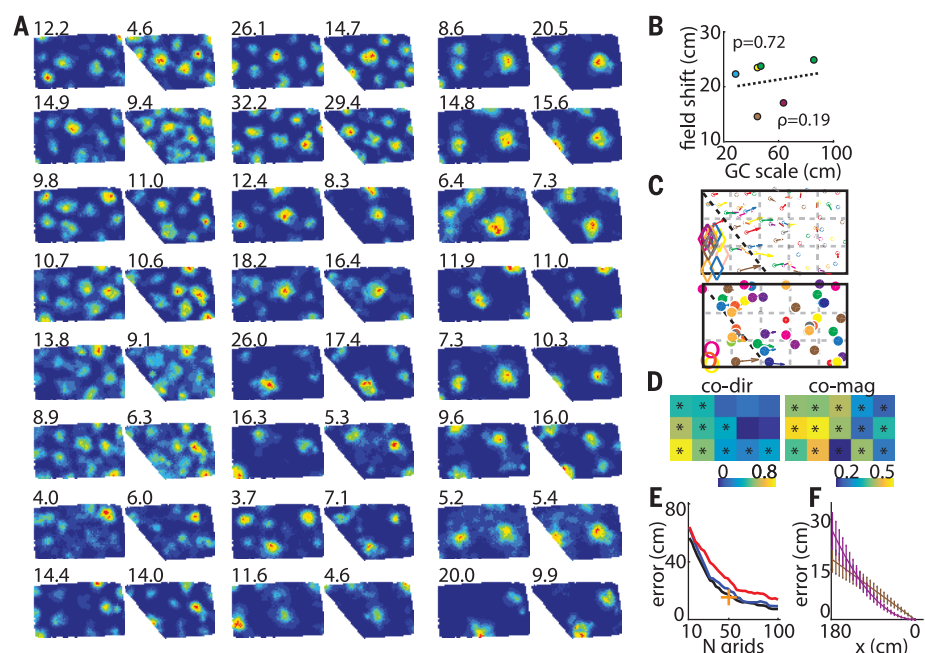 A
12.2 4.6 26.1 14.7 8.6 20.5
14.9 9.4 32.2 29.4 14.8 15.6
9.8 11.0 12.4 8.3 6.4 7.3
10.7 10.6 18.2 16.4 11.9 11.0
13.8 9.1 26.0 17.4 7.3 10.3
8.9 6.3 16.3 5.3 9.6 16.0
4.0 6.0 3.7 7.1 5.2 5.4
14.4 14.0 11.6 4.6 20.0 9.9
B
field shift (cm)
30
20
10
p=0.72
ρ=0.19
20 60 100
GC scale (cm)
C
D
co-dir co-mag
* * * *
* * *
* * * * * *
* * * *
* * * * * *
* * * *
0 0.8 0.2 0.5
E
error (cm)
80
40
0
10 50 100
N grids
F
error (cm)
30
15
0
180 0
x (cm)